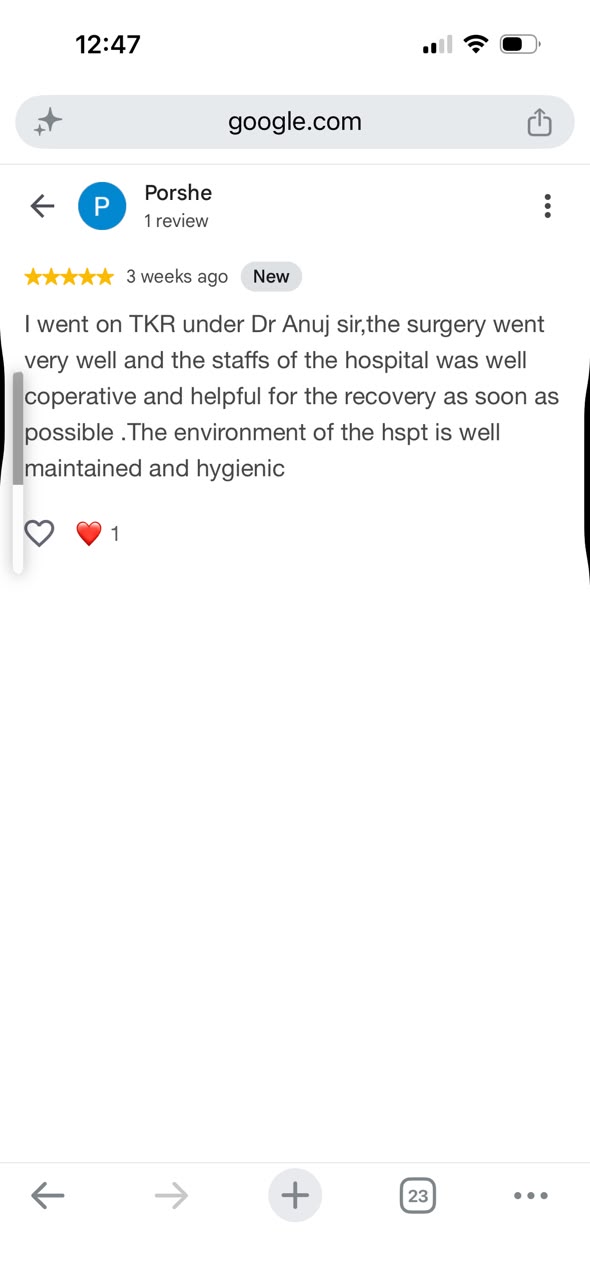 12:47
google.com
P
Porshe
1 review
3 weeks ago New
I went on TKR under Dr Anuj sir,the surgery went
very well and the staffs of the hospital was well
coperative and helpful for the recovery as soon as
possible .The environment of the hspt is well
maintained and hygienic
1
23